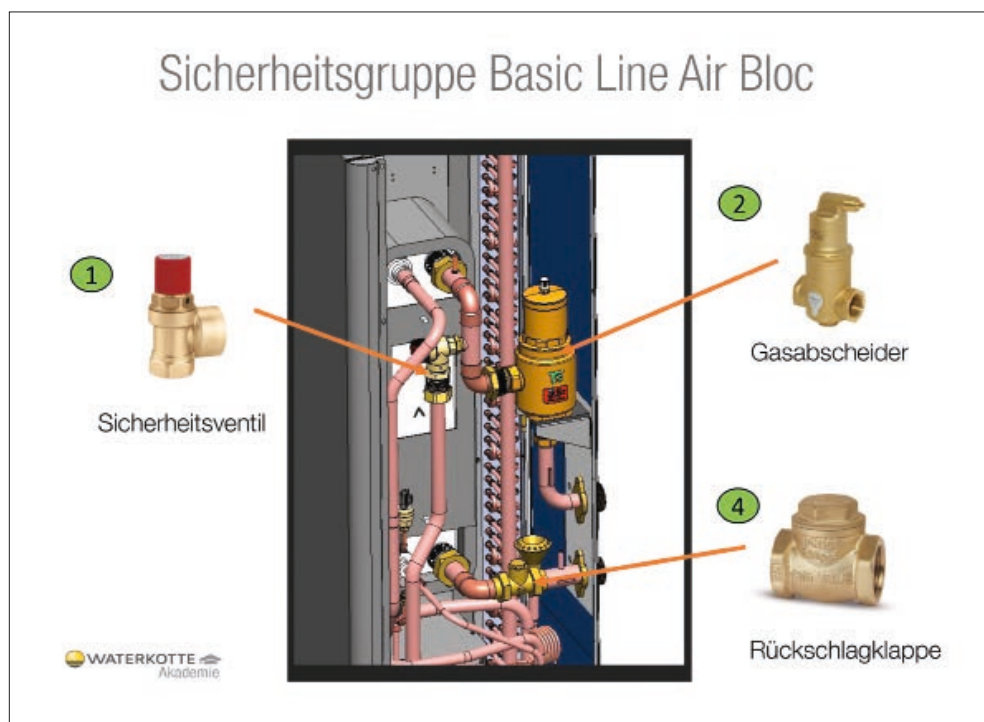 Sicherheitsgruppe Basic Line Air Bloc
2
1
Gasabscheider
Sicherheitsventil
4
Rückschlagklappe
WATERKOTTE
Akademie